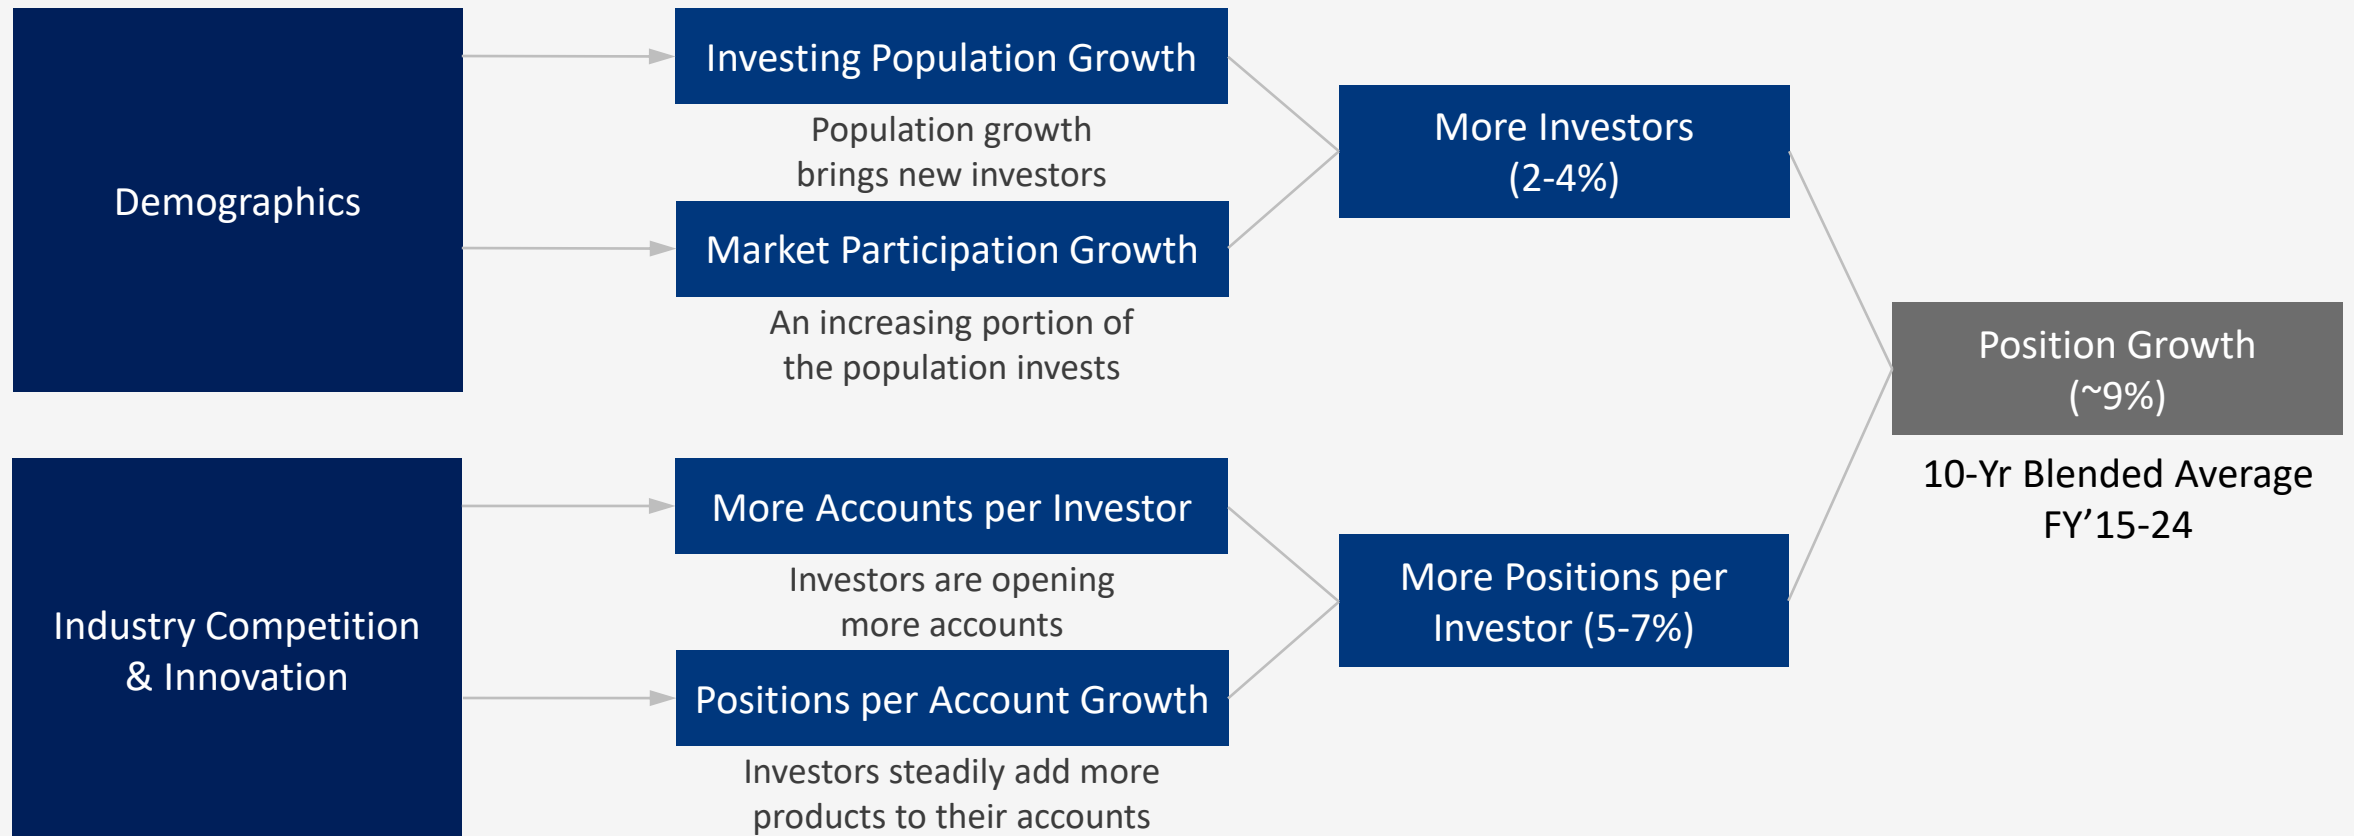 Demographics
Investing Population Growth
Population growth
brings new investors
Market Participation Growth
An increasing portion of
the population invests
More Investors
(2-4%)
Industry Competition
& Innovation
More Accounts per Investor
Investors are opening
more accounts
Positions per Account Growth
Investors steadily add more
products to their accounts
More Positions per
Investor (5-7%)
Position Growth
(~9%)
10-Yr Blended Average
FY’15-24